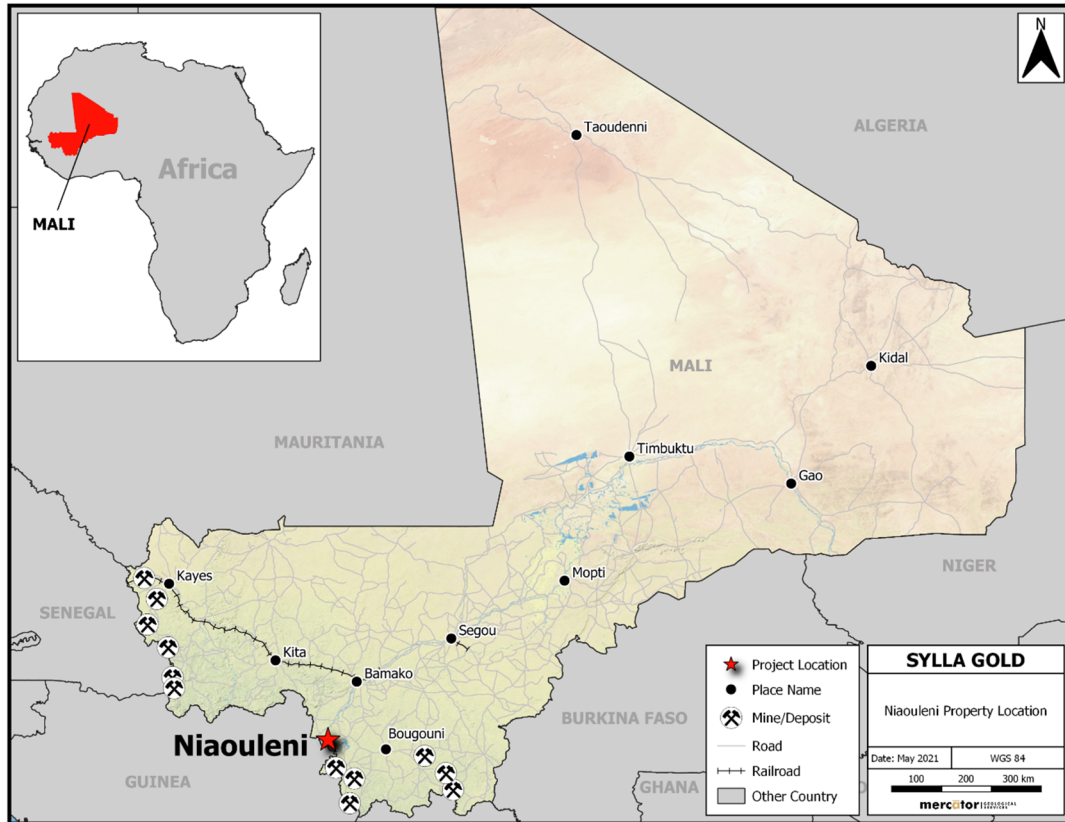 N
Africa
MALI
Taoudenni
ALGERIA
MALI
Kidal
MAURITANIA
Timbuktu
Gao
Kayes
Mopti
NIGER
SENEGAL
Segou
Kita
Bamako
BURKINA FASO
Niaouleni
Bougouni
GUINEA
GHANA
Project Location
Place Name
Mine/Deposit
Road
Railroad
Other Country
SYLLA GOLD
Niaouleni Property Location
Date: May 2021
WGS 84
100 200 300 km
mercator GEOLOGICAL
SERVICES